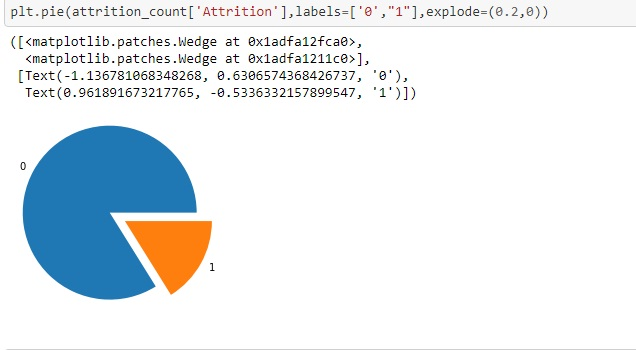 plt.pie(attrition_count['Attrition'],labels=['0',"1"],explode=(0.2,0))
([<matplotlib.patches.Wedge at 0x1adfa12fca0>,
<matplotlib.patches.Wedge at 0x1adfa1211c0>],
[Text(-1.136781068348268, 0.6306574368426737, '0'),
Text(0.961891673217765, -0.5336332157899547, '1')])
0
1